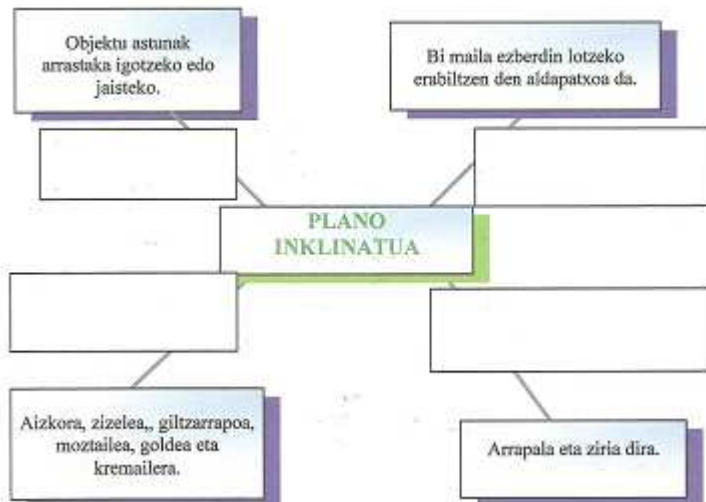 Objektu astunak
arrastaka igotzeko edo
jaisteko.
Bi maila ezberdin lotzeko
erabiltzen den aldapatxoa da.
PLANO
INKLINATUA
Aizkora, zizelea,, giltzarrapoa,
moztailea, goldea eta
kremailera.
Arrapala eta ziria dira.